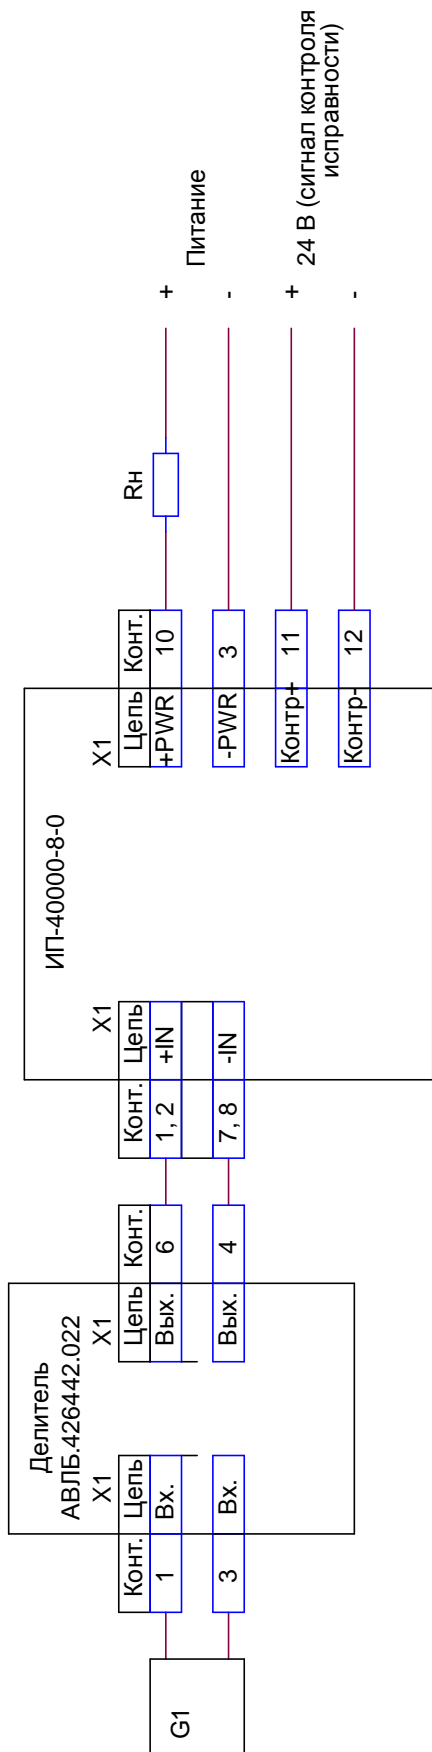 G1
Делитель
АВЛБ.426442.022
X1
Конт. Цепь
1 Вх.
3 Вх.
X1
Цепь Конт.
Вых. 6
Вых. 4
ИП-40000-8-0
X1
Конт. Цепь
1, 2 +IN
7, 8 -IN
X1
Цепь Конт.
+PWR 10
-PWR 3
Контр+ 11
Контр- 12
Rн
+
Питание
-
+
24 В (сигнал контроля
исправности)
-